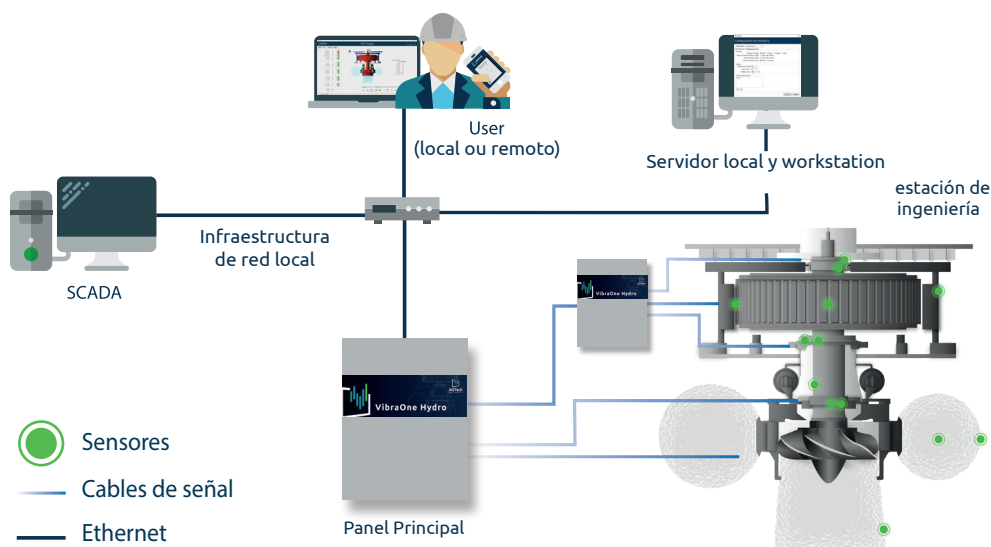 User
(local ou remoto)
Servidor local y workstation
estación de
ingeniería
Infraestructura
de red local
SCADA
VibraOne Hydro
AQTech
VibraOne Hydro
Sensores
Cables de señal
Ethernet
Panel Principal